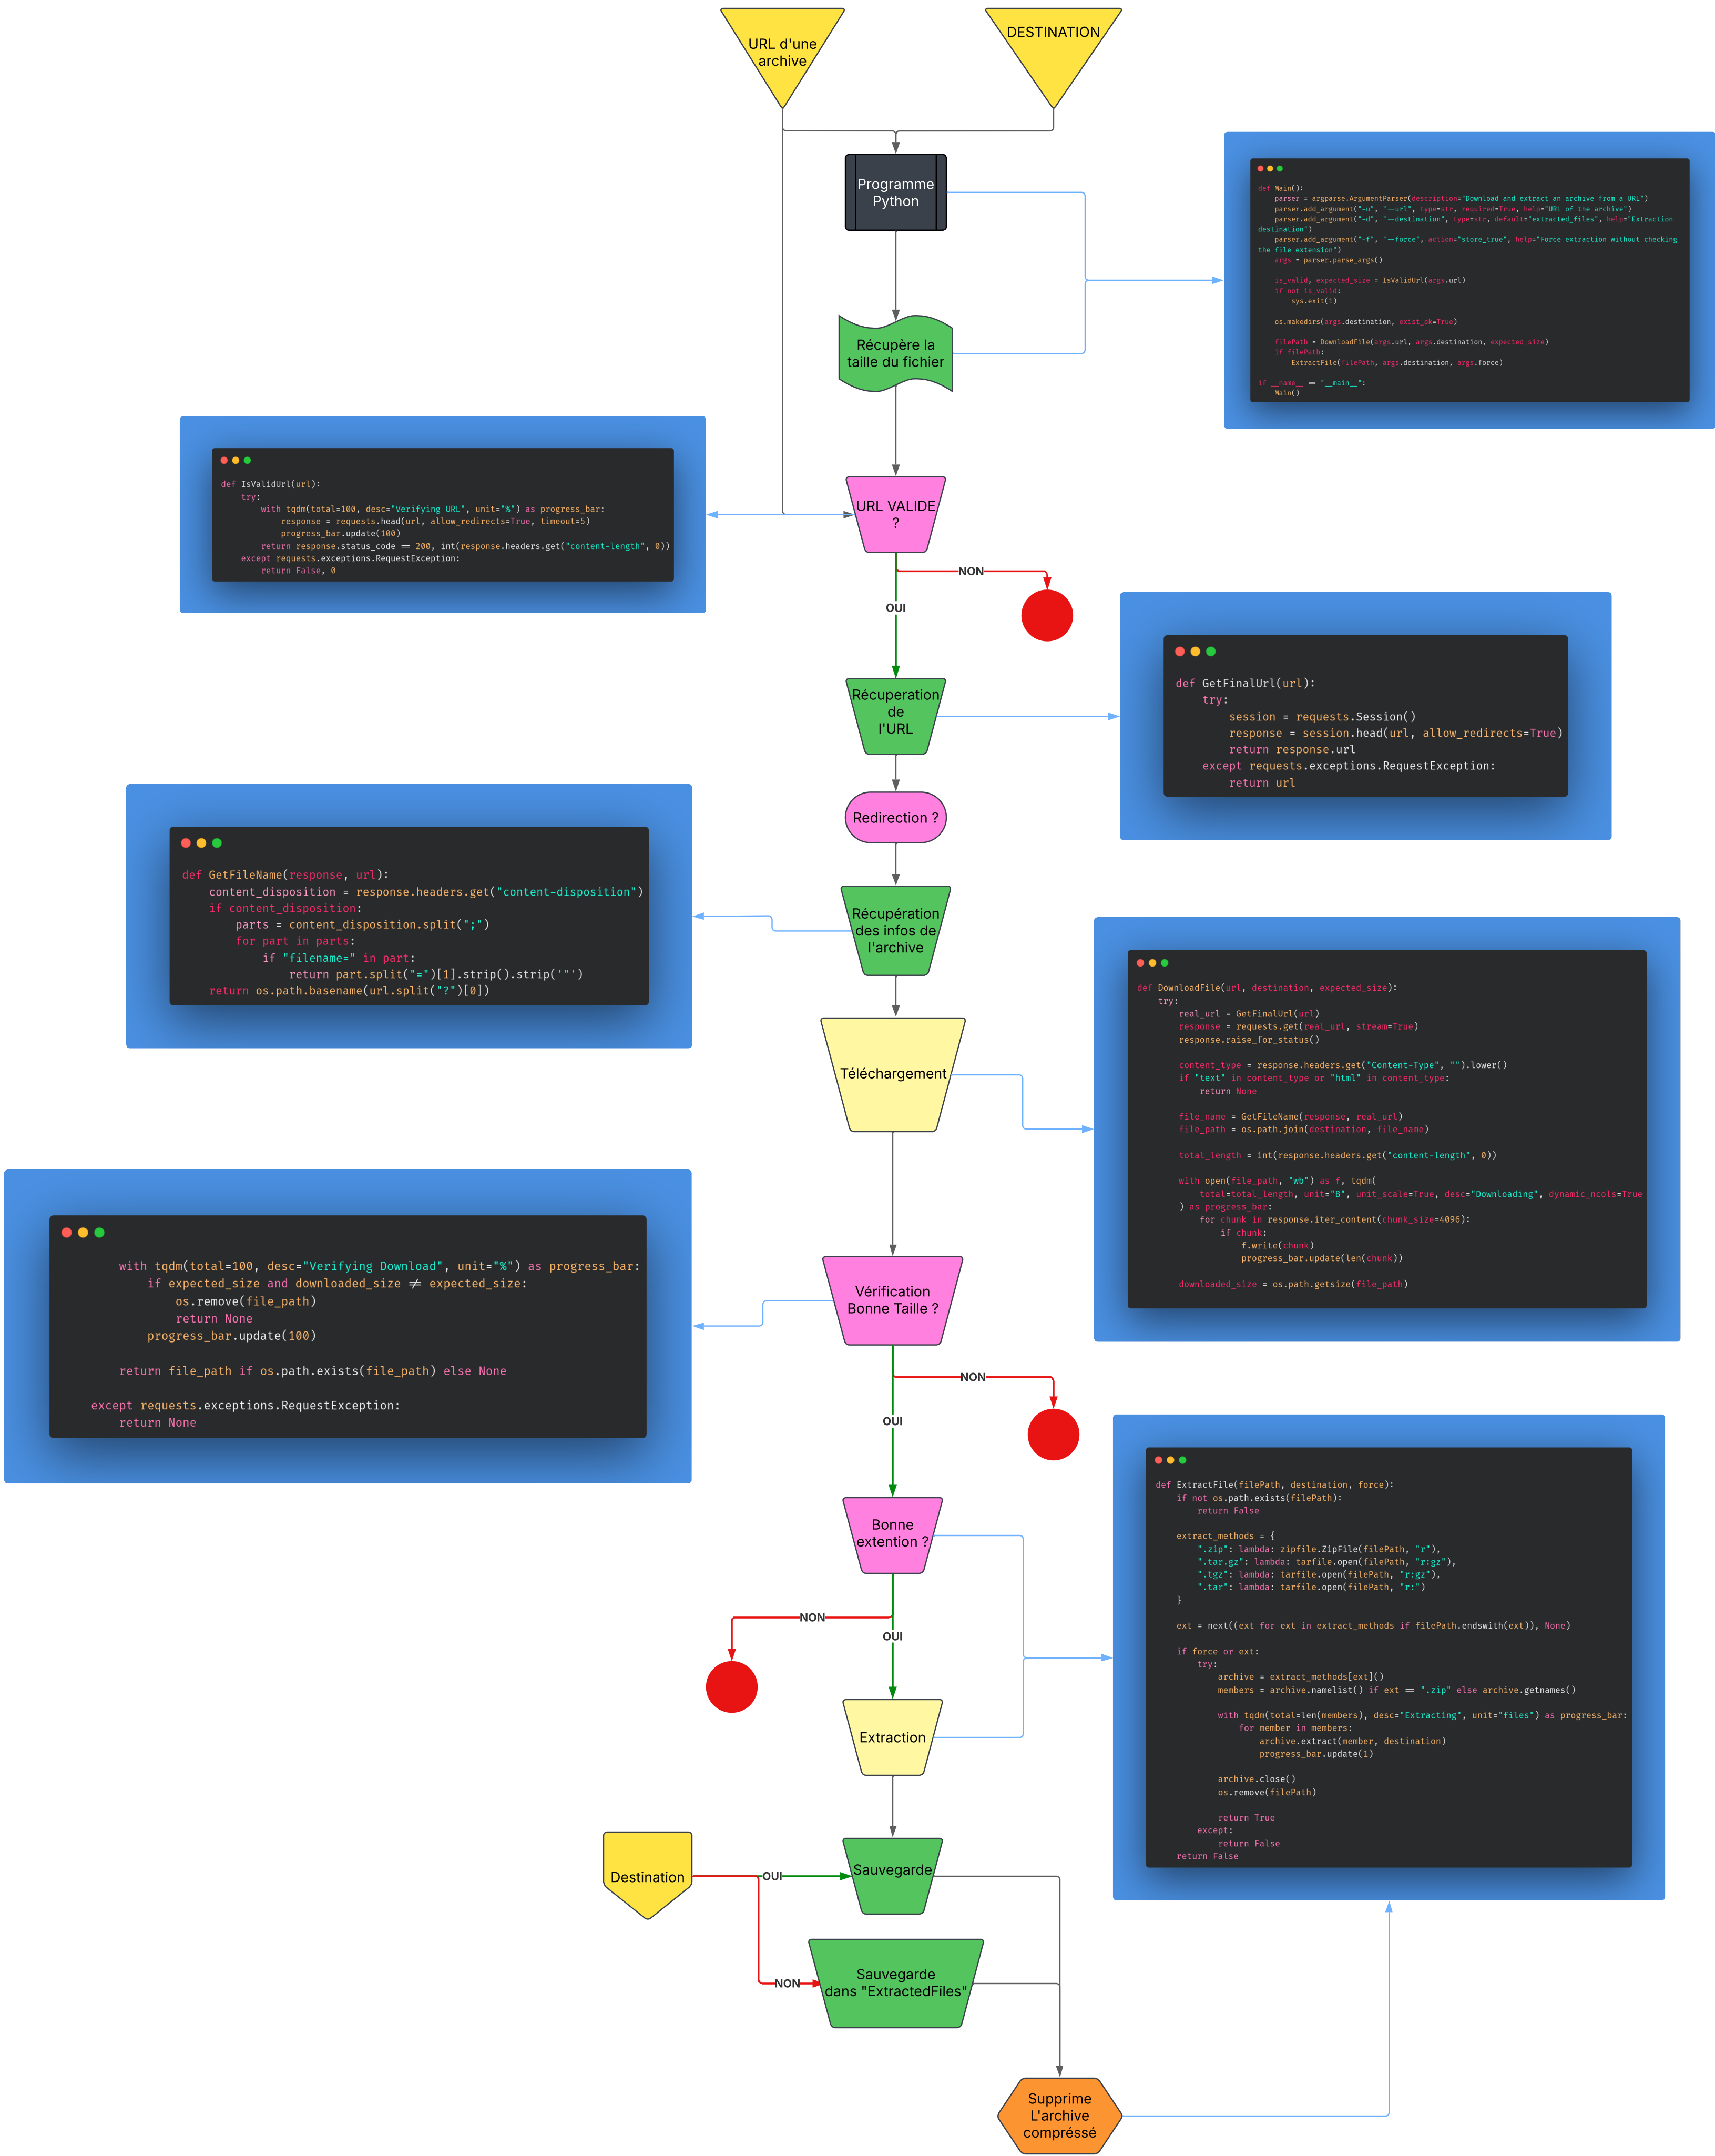 URL d'une
archive
DESTINATION
Programme
Python
def Main():
    parser = argparse.ArgumentParser(description="Download and extract an archive from a URL")
    parser.add_argument("-u", "--url", type=str, required=True, help="URL of the archive")
    parser.add_argument("-d", "--destination", type=str, default="extracted_files", help="Extraction
destination")
    parser.add_argument("-f", "--force", action="store_true", help="Force extraction without checking
the file extension")
    args = parser.parse_args()
    is_valid, expected_size = IsValidUrl(args.url)
    if not is_valid:
        sys.exit(1)
    os.makedirs(args.destination, exist_ok=True)
    filePath = DownloadFile(args.url, args.destination, expected_size)
    if filePath:
        ExtractFile(filePath, args.destination, args.force)
if __name__ == "__main__":
    Main()
Récupère la
taille du fichier
def IsValidUrl(url):
    try:
        with tqdm(total=100, desc="Verifying URL", unit="%") as progress_bar:
            response = requests.head(url, allow_redirects=True, timeout=5)
            progress_bar.update(100)
        return response.status_code == 200, int(response.headers.get("content-length", 0))
    except requests.exceptions.RequestException:
        return False, 0
URL VALIDE
?
NON
OUI
Récuperation
de
l'URL
def GetFinalUrl(url):
    try:
        session = requests.Session()
        response = session.head(url, allow_redirects=True)
        return response.url
    except requests.exceptions.RequestException:
        return url
Redirection ?
def GetFileName(response, url):
    content_disposition = response.headers.get("content-disposition")
    if content_disposition:
        parts = content_disposition.split(";")
        for part in parts:
            if "filename=" in part:
                return part.split("=")[1].strip().strip('"')
    return os.path.basename(url.split("?")[0])
Récupération
des infos de
l'archive
Téléchargement
def DownloadFile(url, destination, expected_size):
    try:
        real_url = GetFinalUrl(url)
        response = requests.get(real_url, stream=True)
        response.raise_for_status()
        content_type = response.headers.get("Content-Type", "").lower()
        if "text" in content_type or "html" in content_type:
            return None
        file_name = GetFileName(response, real_url)
        file_path = os.path.join(destination, file_name)
        total_length = int(response.headers.get("content-length", 0))
        with open(file_path, "wb") as f, tqdm(
            total=total_length, unit="B", unit_scale=True, desc="Downloading", dynamic_ncols=True
        ) as progress_bar:
            for chunk in response.iter_content(chunk_size=4096):
                if chunk:
                    f.write(chunk)
                    progress_bar.update(len(chunk))
        downloaded_size = os.path.getsize(file_path)
        with tqdm(total=100, desc="Verifying Download", unit="%") as progress_bar:
            if expected_size and downloaded_size != expected_size:
                os.remove(file_path)
                return None
            progress_bar.update(100)
        return file_path if os.path.exists(file_path) else None
    except requests.exceptions.RequestException:
        return None
Vérification
Bonne Taille ?
NON
OUI
Bonne
extention ?
NON
OUI
def ExtractFile(filePath, destination, force):
    if not os.path.exists(filePath):
        return False
    extract_methods = {
        ".zip": lambda: zipfile.ZipFile(filePath, "r"),
        ".tar.gz": lambda: tarfile.open(filePath, "r:gz"),
        ".tgz": lambda: tarfile.open(filePath, "r:gz"),
        ".tar": lambda: tarfile.open(filePath, "r:")
    }
    ext = next((ext for ext in extract_methods if filePath.endswith(ext)), None)
    if force or ext:
        try:
            archive = extract_methods[ext]()
            members = archive.namelist() if ext == ".zip" else archive.getnames()
            with tqdm(total=len(members), desc="Extracting", unit="files") as progress_bar:
                for member in members:
                    archive.extract(member, destination)
                    progress_bar.update(1)
            archive.close()
            os.remove(filePath)
            return True
        except:
            return False
    return False
Extraction
Destination
OUI
Sauvegarde
NON
Sauvegarde
dans "ExtractedFiles"
Supprime
L'archive
compréssé